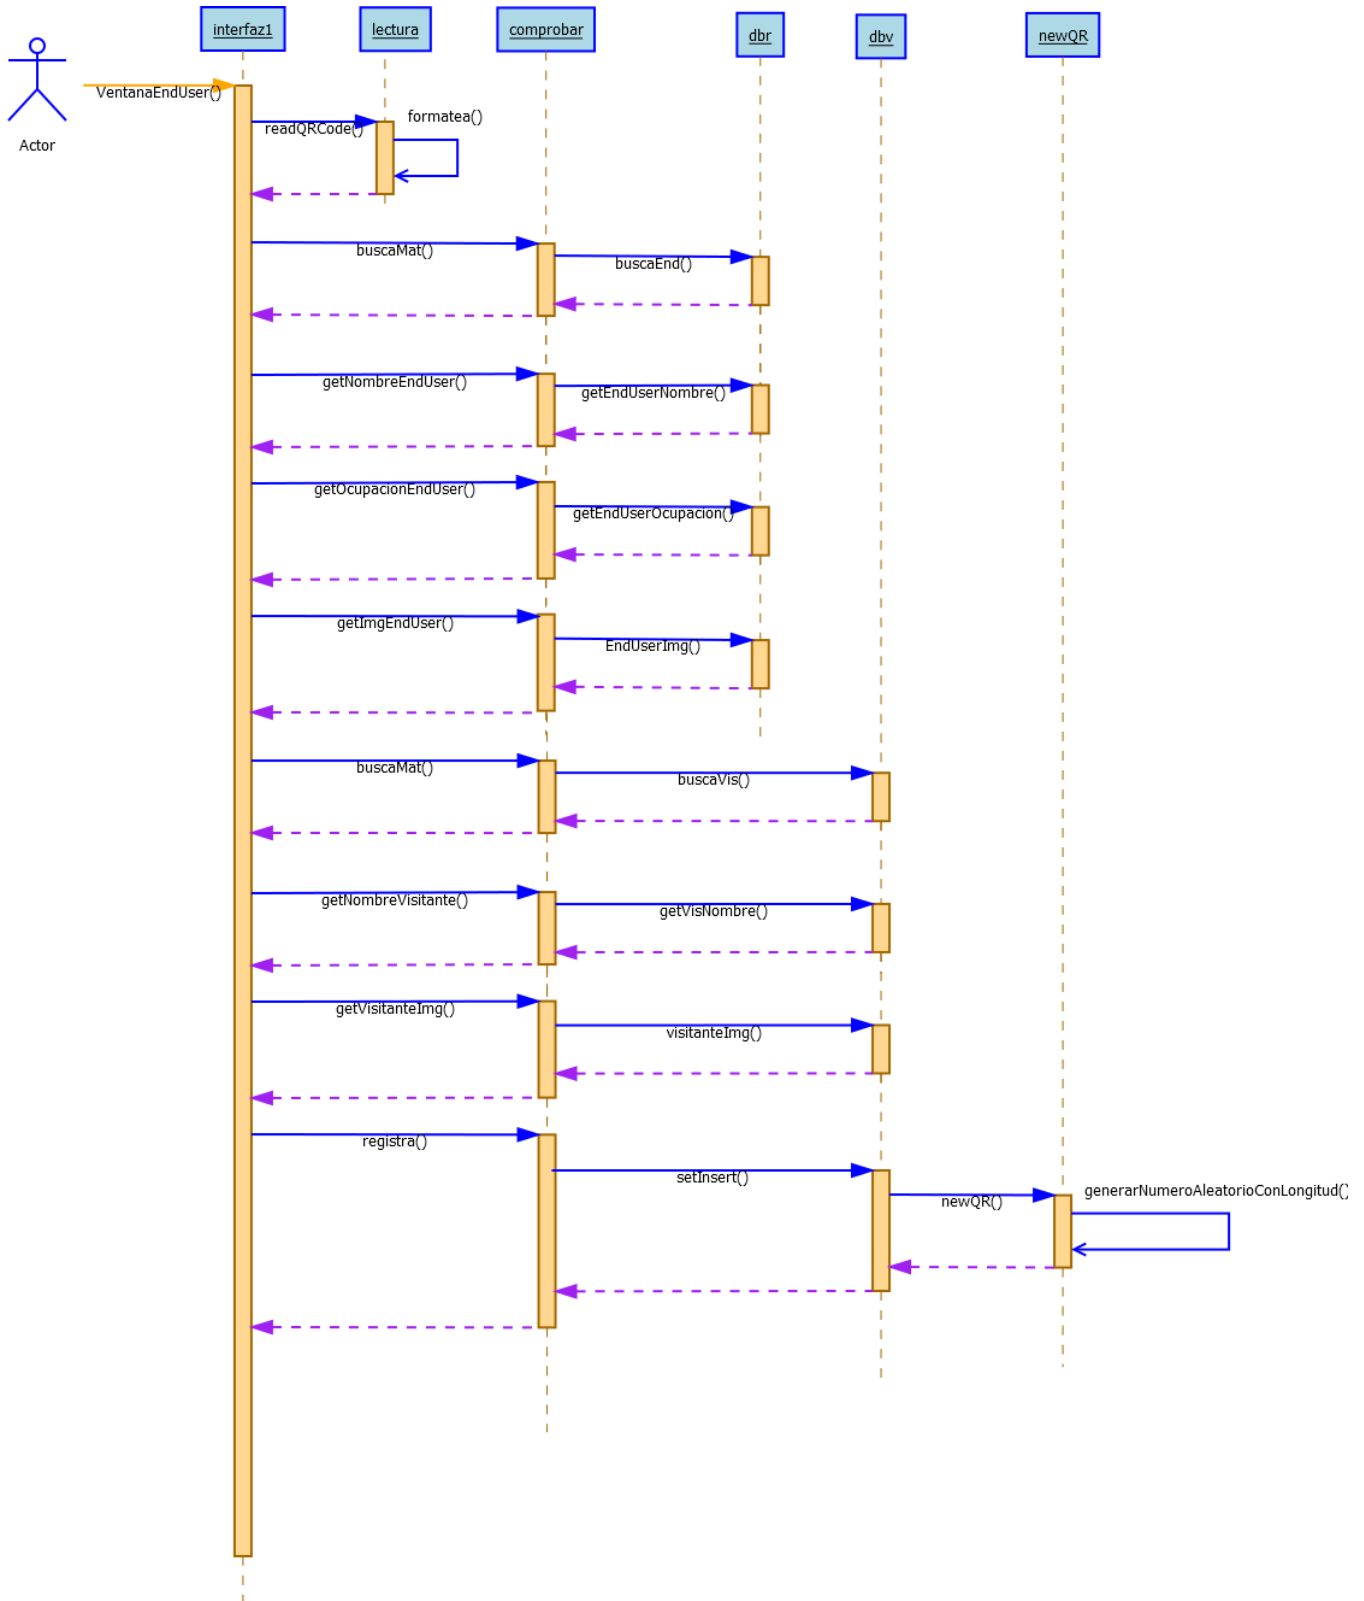 interfaz1
lectura
comprobar
dbr
dbv
newQR
Actor
VentanaEndUser()
readQRCode()
formatea()
buscaMat()
buscaEnd()
getNombreEndUser()
getEndUserNombre()
getOcupacionEndUser()
getEndUserOcupacion()
getImgEndUser()
EndUserImg()
buscaMat()
buscaVis()
getNombreVisitante()
getVisNombre()
getVisitanteImg()
visitanteImg()
registra()
setInsert()
newQR()
generarNumeroAleatorioConLongitud()